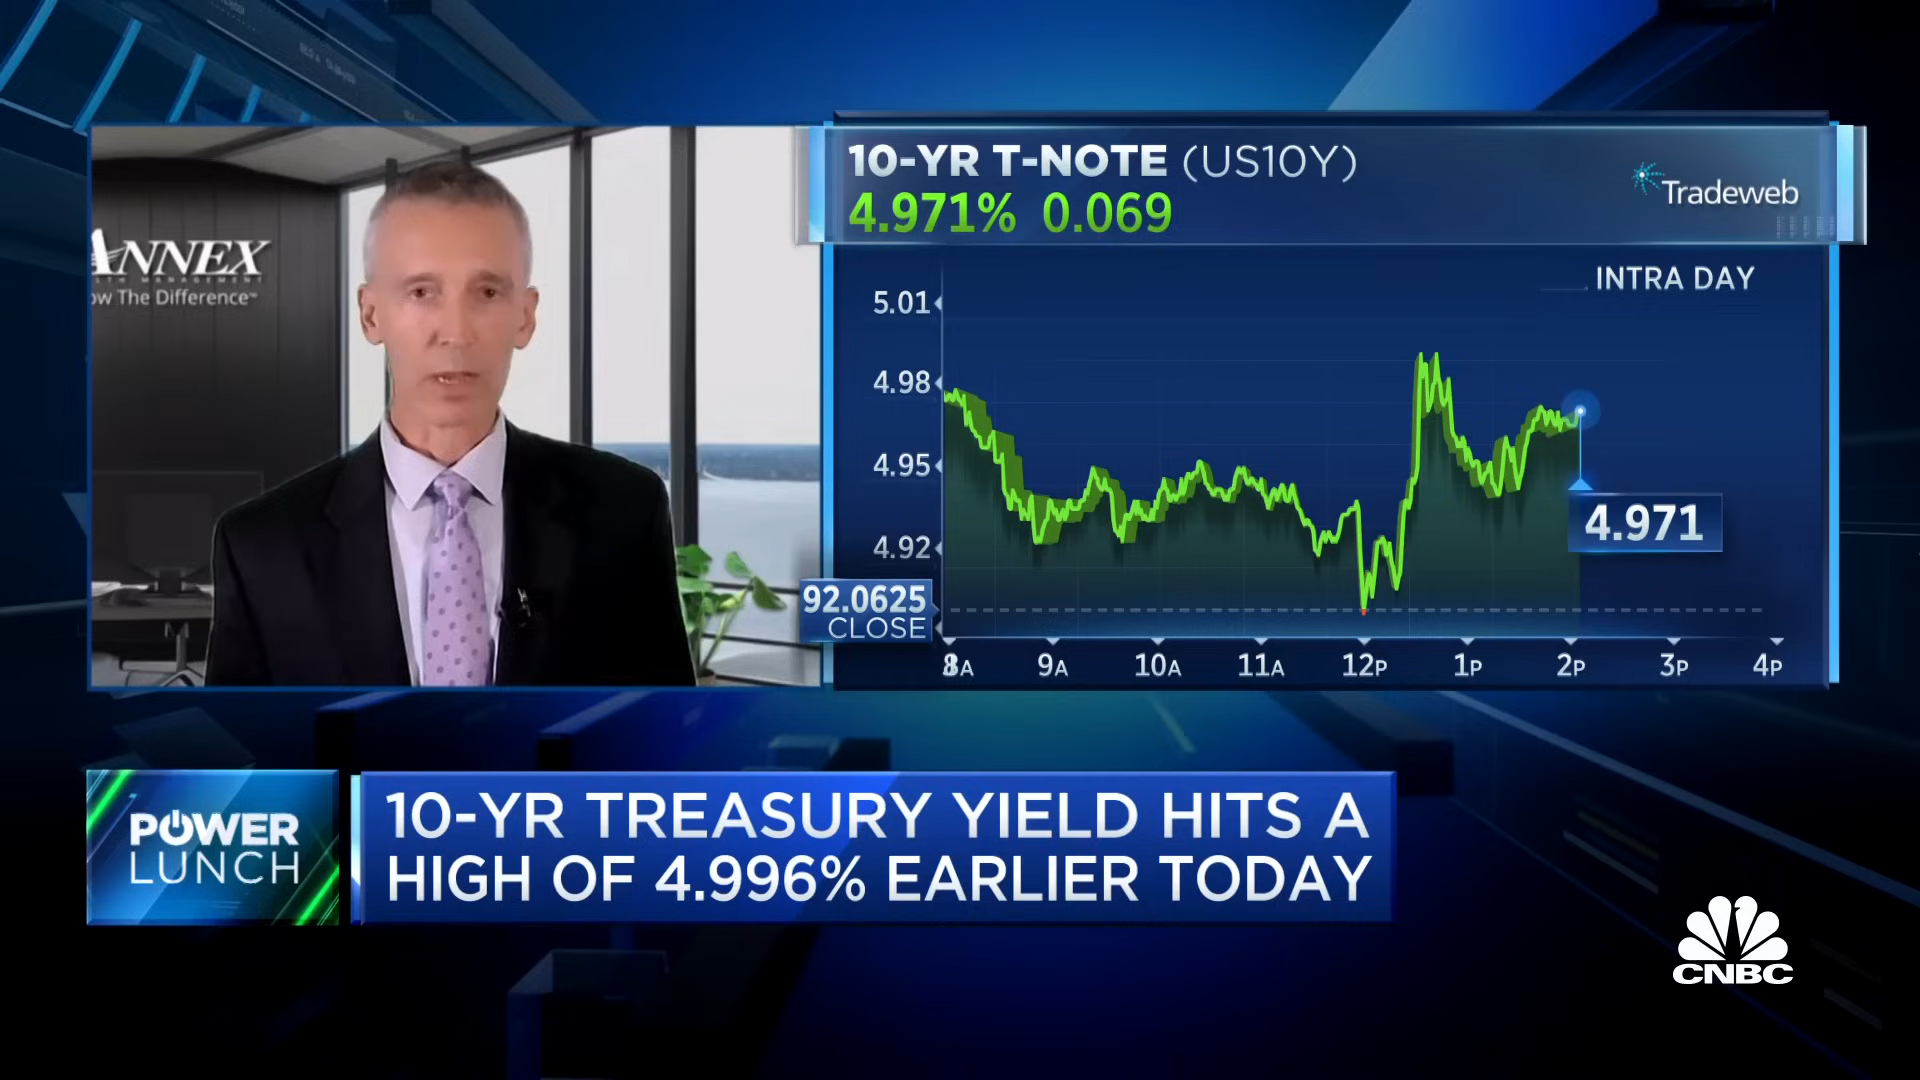 ANNEX
ow The Difference™
10-YR T-NOTE (US10Y)
4.971% 0.069
Tradeweb
INTRA DAY
5.01
4.98
4.95
4.92
92.0625
CLOSE
4.971
8A 9A 10A 11A 12P 1P 2P 3P 4P
POWER
LUNCH
10-YR TREASURY YIELD HITS A
HIGH OF 4.996% EARLIER TODAY
CNBC